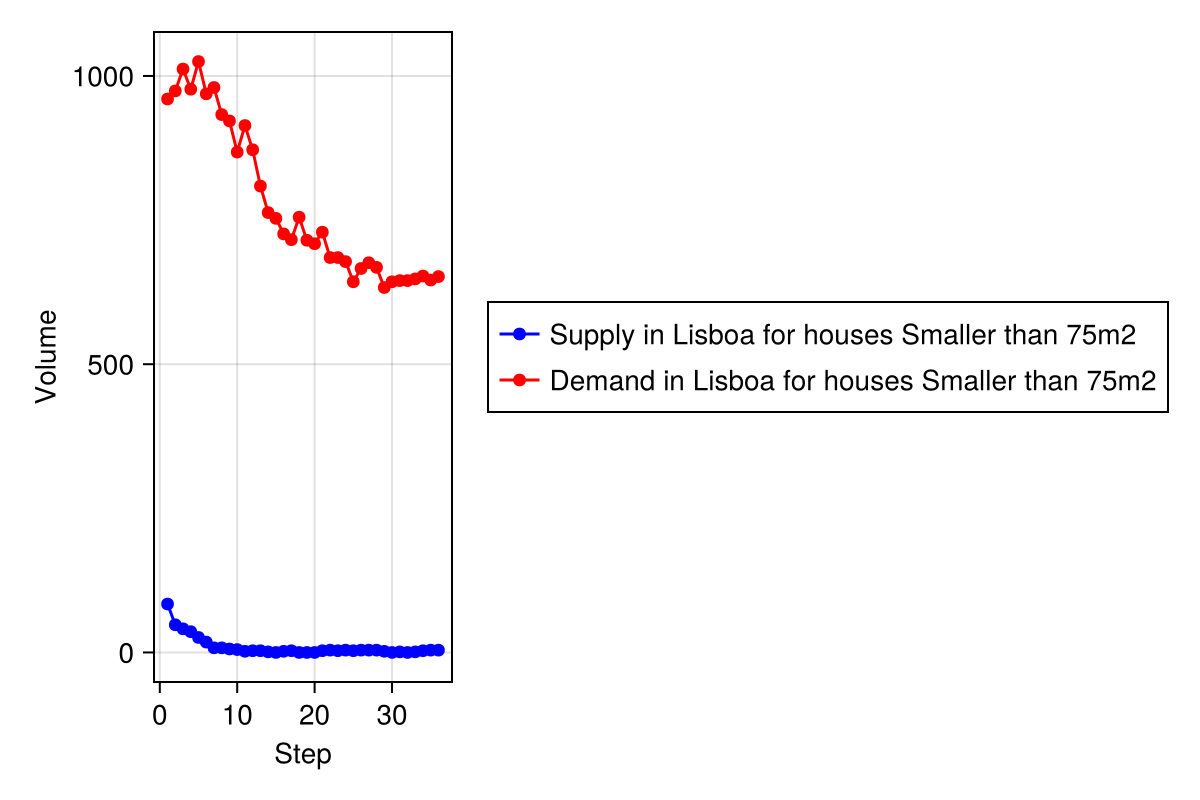 1000
500
0
Volume
0 10 20 30
Step
Supply in Lisboa for houses Smaller than 75m2
Demand in Lisboa for houses Smaller than 75m2